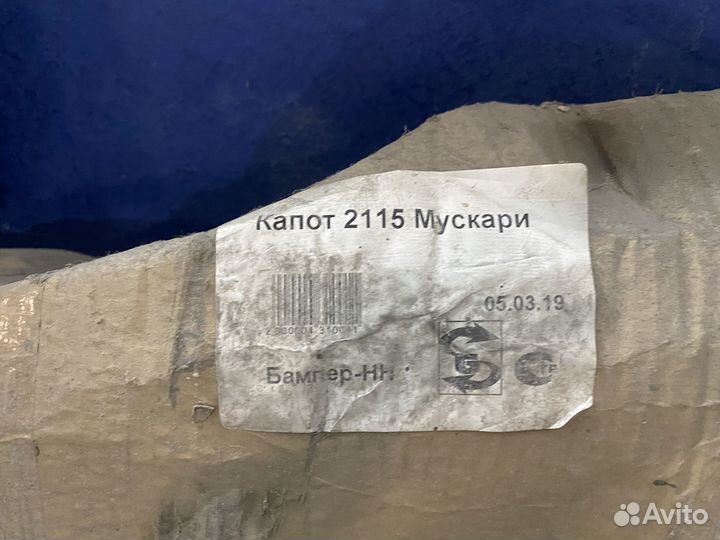 Капот 2115 Мускари
05.03.19
Бампер-НН
Avito